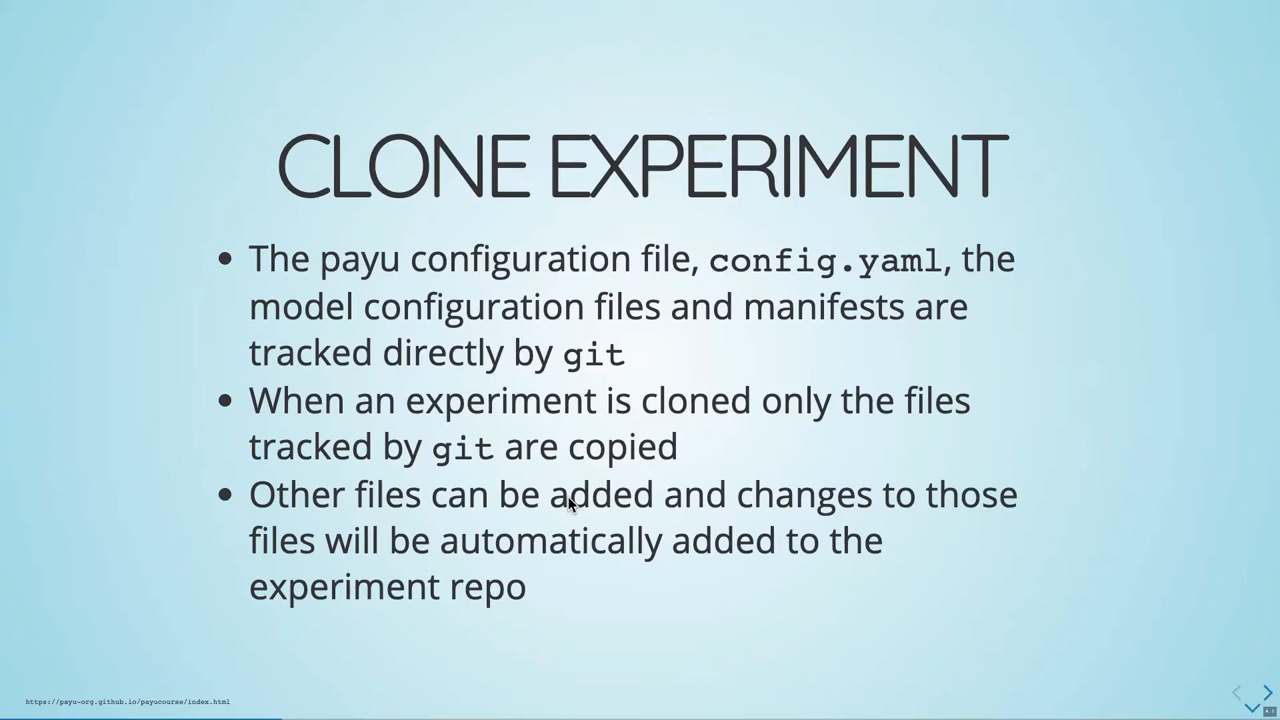 CLONE EXPERIMENT
• The payu configuration file, config.yaml, the
model configuration files and manifests are
tracked directly by git
• When an experiment is cloned only the files
tracked by git are copied
• Other files can be added and changes to those
files will be automatically added to the
experiment repo
https://payu-org.github.io/payucourse/index.html